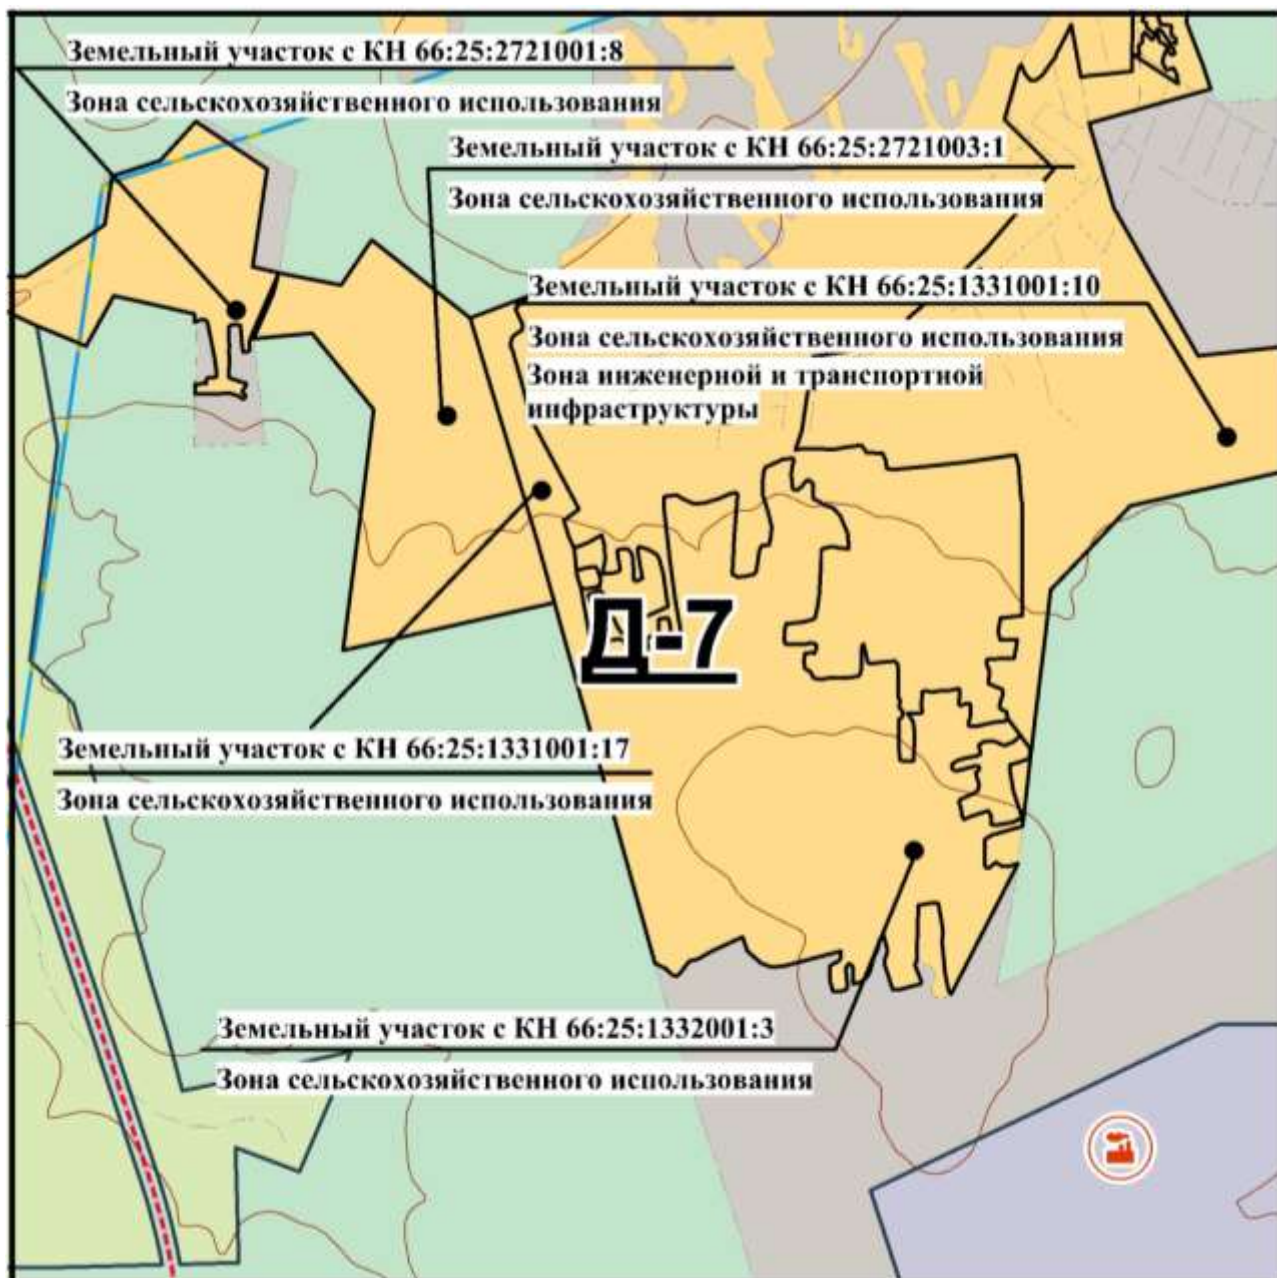 Земельный участок с КН 66:25:2721001:8
Зона сельскохозяйственного использования
Земельный участок с КН 66:25:2721003:1
Зона сельскохозяйственного использования
Земельный участок с КН 66:25:1331001:10
Зона сельскохозяйственного использования
Зона инженерной и транспортной
инфраструктуры
Д-7
Земельный участок с КН 66:25:1331001:17
Зона сельскохозяйственного использования
Земельный участок с КН 66:25:1332001:3
Зона сельскохозяйственного использования